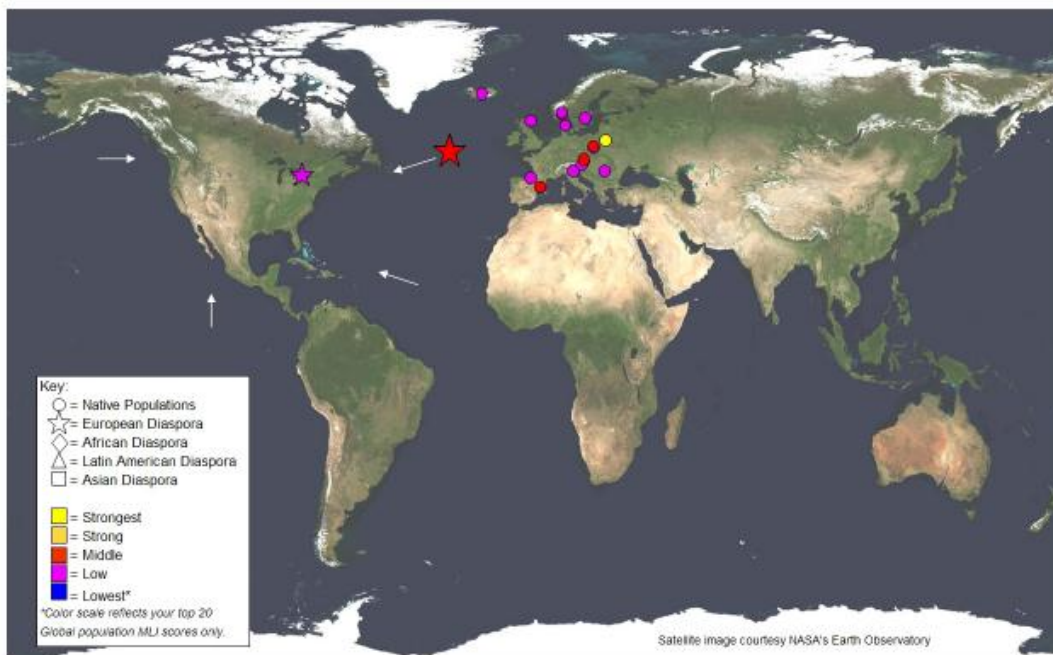 Key:
= Native Populations
= European Diaspora
= African Diaspora
= Latin American Diaspora
= Asian Diaspora
= Strongest
= Strong
= Middle
= Low
= Lowest*
*Color scale reflects your top 20
Global population MLI scores only.
Satellite image courtesy NASA's Earth Observatory